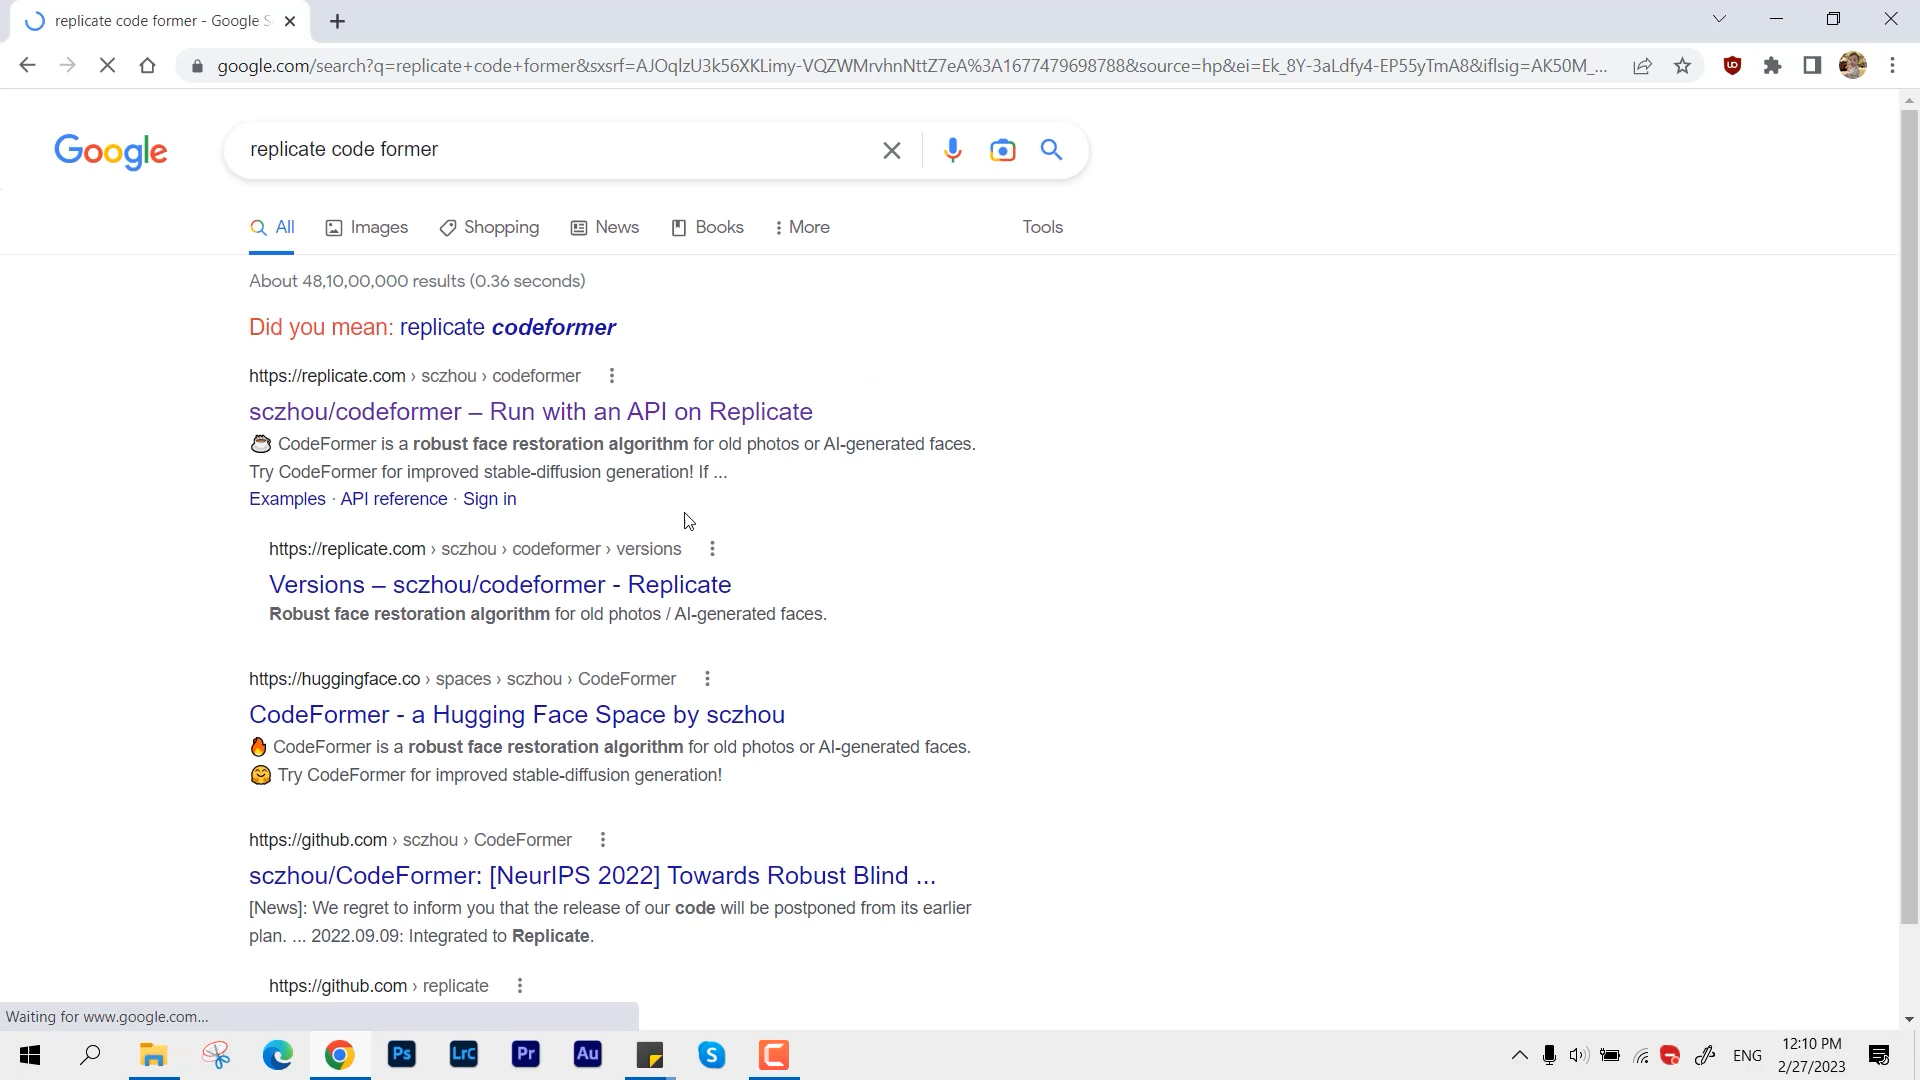 replicate code former - Google S
google.com/search?q=replicate+code+former&sxsrf=AJOqlzU3k56XKLimy-VQZWMrvhnNttZ7eA%3A1677479698788&source=hp&ei=Ek_8Y-3aLdfy4-EP55yTmA8&iflsig=AK50M_...
Google
replicate code former
All
Images
Shopping
News
Books
More
Tools
About 48,10,00,000 results (0.36 seconds)
Did you mean: replicate codeformer
https://replicate.com › sczhou › codeformer
sczhou/codeformer – Run with an API on Replicate
CodeFormer is a robust face restoration algorithm for old photos or AI-generated faces.
Try CodeFormer for improved stable-diffusion generation! If ...
Examples · API reference · Sign in
https://replicate.com › sczhou › codeformer › versions
Versions – sczhou/codeformer - Replicate
Robust face restoration algorithm for old photos / AI-generated faces.
https://huggingface.co › spaces › sczhou › CodeFormer
CodeFormer - a Hugging Face Space by sczhou
🔥 CodeFormer is a robust face restoration algorithm for old photos or AI-generated faces.
🤗 Try CodeFormer for improved stable-diffusion generation!
https://github.com › sczhou › CodeFormer
sczhou/CodeFormer: [NeurIPS 2022] Towards Robust Blind ...
[News]: We regret to inform you that the release of our code will be postponed from its earlier
plan. ... 2022.09.09: Integrated to Replicate.
https://github.com › replicate
Waiting for www.google.com...
Ps
LrC
Pr
Au
S
ENG
12:10 PM
2/27/2023